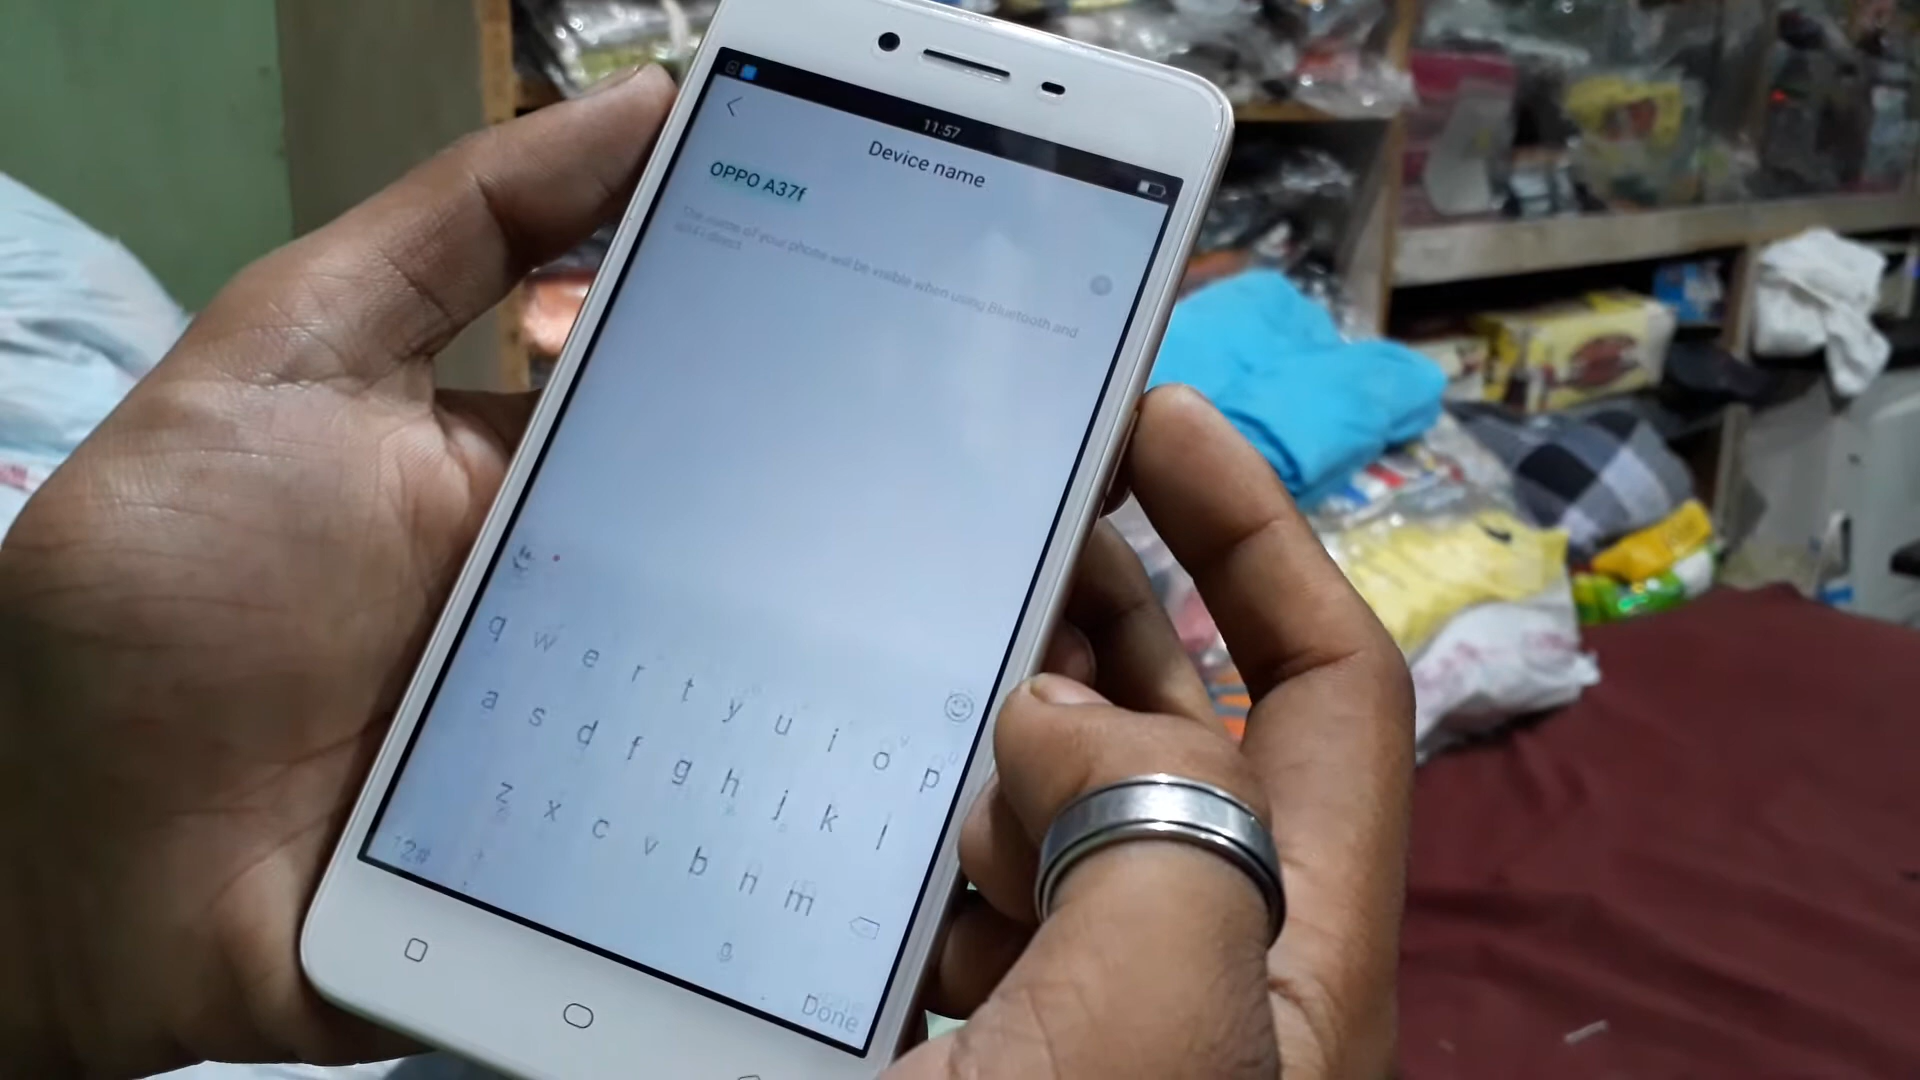 11:57
Device name
OPPO A37f
The name of your phone will be visible when using Bluetooth and
direct
q w e r t y u i o p
a s d f g h j k l
z x c v b n m
12#
Done